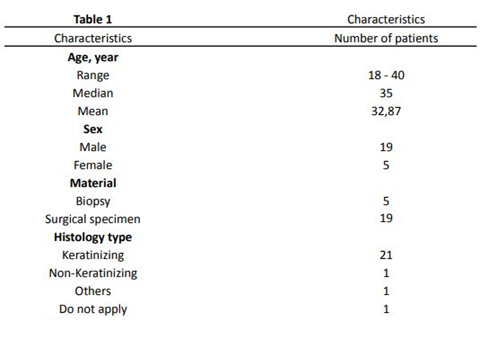 Table 1 Characteristics
Characteristics Number of patients
Age, year
Range 18 - 40
Median 35
Mean 32,87
Sex
Male 19
Female 5
Material
Biopsy 5
Surgical specimen 19
Histology type
Keratinizing 21
Non-Keratinizing 1
Others 1
Do not apply 1